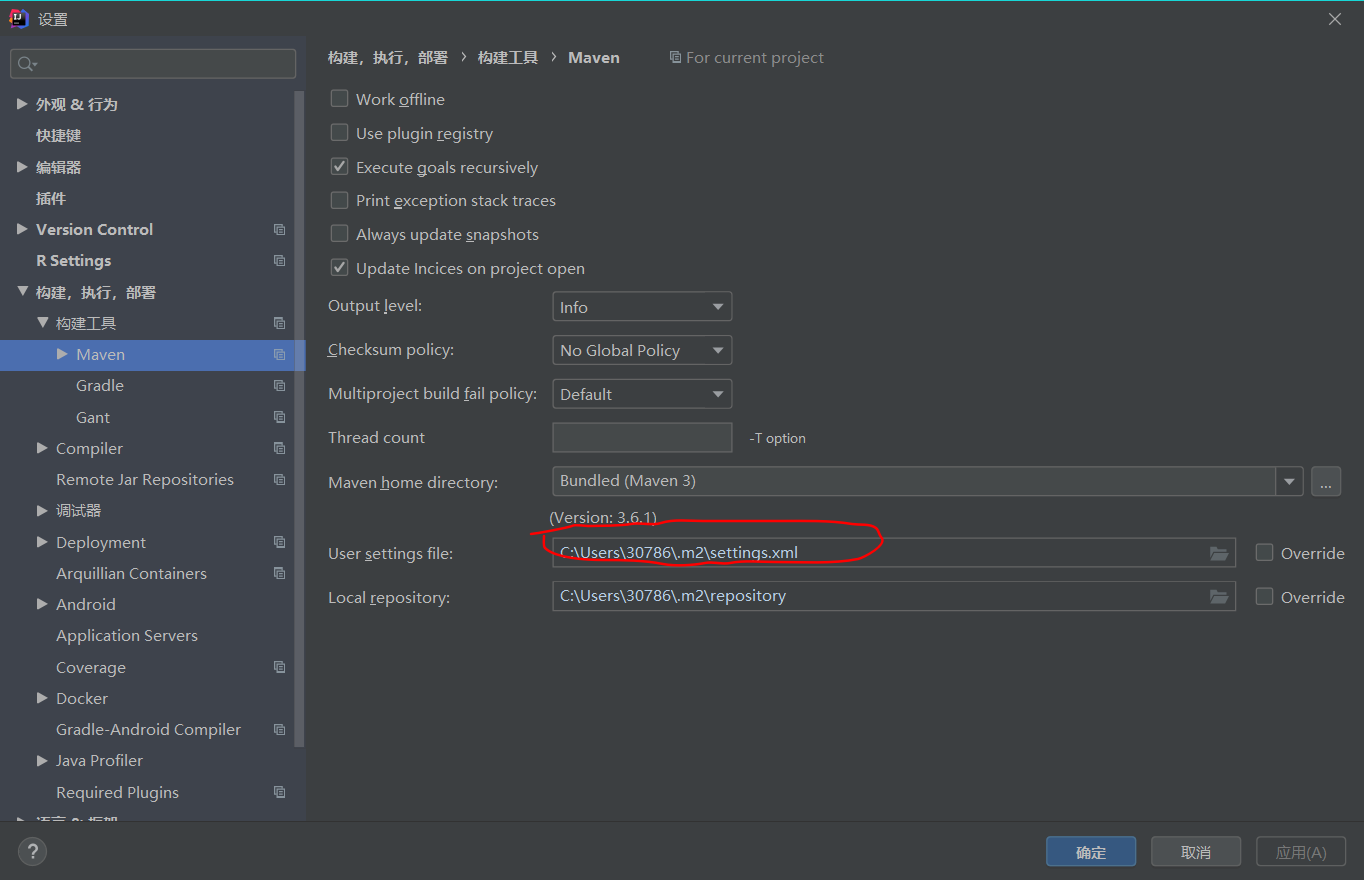 设置
构建，执行，部署 › 构建工具 › Maven For current project
外观 & 行为
快捷键
编辑器
插件
Version Control
R Settings
构建，执行，部署
构建工具
Maven
Gradle
Gant
Compiler
Remote Jar Repositories
调试器
Deployment
Arquillian Containers
Android
Application Servers
Coverage
Docker
Gradle-Android Compiler
Java Profiler
Required Plugins
语言 & 框架
Work offline
Use plugin registry
Execute goals recursively
Print exception stack traces
Always update snapshots
Update Incices on project open
Output level: Info
Checksum policy: No Global Policy
Multiproject build fail policy: Default
Thread count -T option
Maven home directory: Bundled (Maven 3) ...
(Version: 3.6.1)
User settings file: C:\Users\30786\.m2\settings.xml Override
Local repository: C:\Users\30786\.m2\repository Override
? 确定 取消 应用(A)